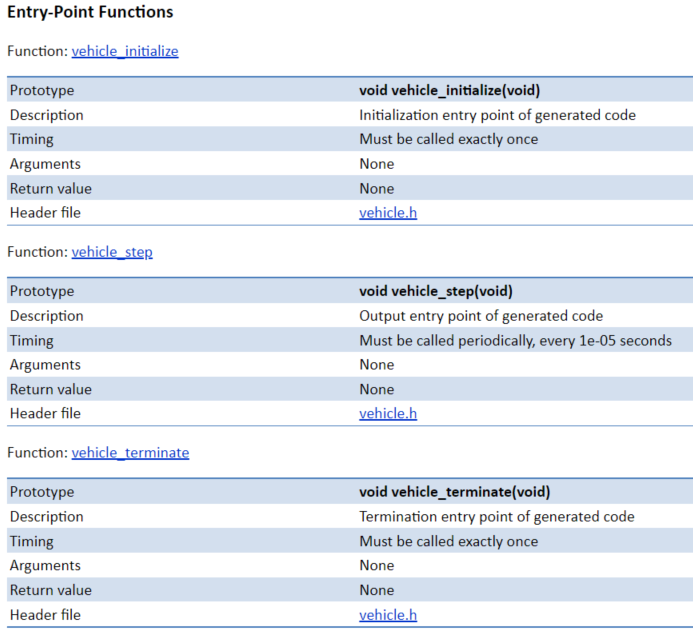 Entry-Point Functions
Function: vehicle_initialize
Prototype void vehicle_initialize(void)
Description Initialization entry point of generated code
Timing Must be called exactly once
Arguments None
Return value None
Header file vehicle.h
Function: vehicle_step
Prototype void vehicle_step(void)
Description Output entry point of generated code
Timing Must be called periodically, every 1e-05 seconds
Arguments None
Return value None
Header file vehicle.h
Function: vehicle_terminate
Prototype void vehicle_terminate(void)
Description Termination entry point of generated code
Timing Must be called exactly once
Arguments None
Return value None
Header file vehicle.h